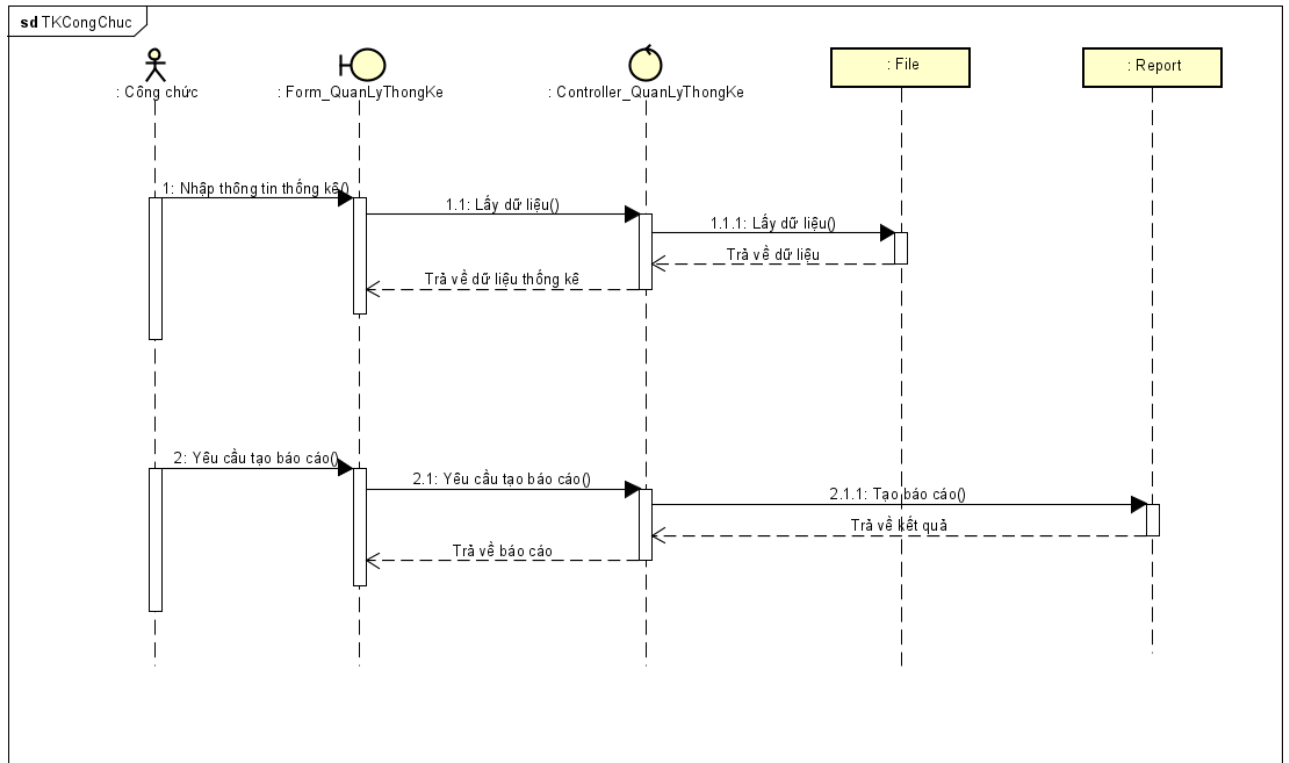 sd TKCongChuc
: Công chức
: Form_QuanLyThongKe
: Controller_QuanLyThongKe
: File
: Report
1: Nhập thông tin thống kê()
1.1: Lấy dữ liệu()
1.1.1: Lấy dữ liệu()
Trả về dữ liệu
Trả về dữ liệu thống kê
2: Yêu cầu tạo báo cáo()
2.1: Yêu cầu tạo báo cáo()
2.1.1: Tạo báo cáo()
Trả về kết quả
Trả về báo cáo